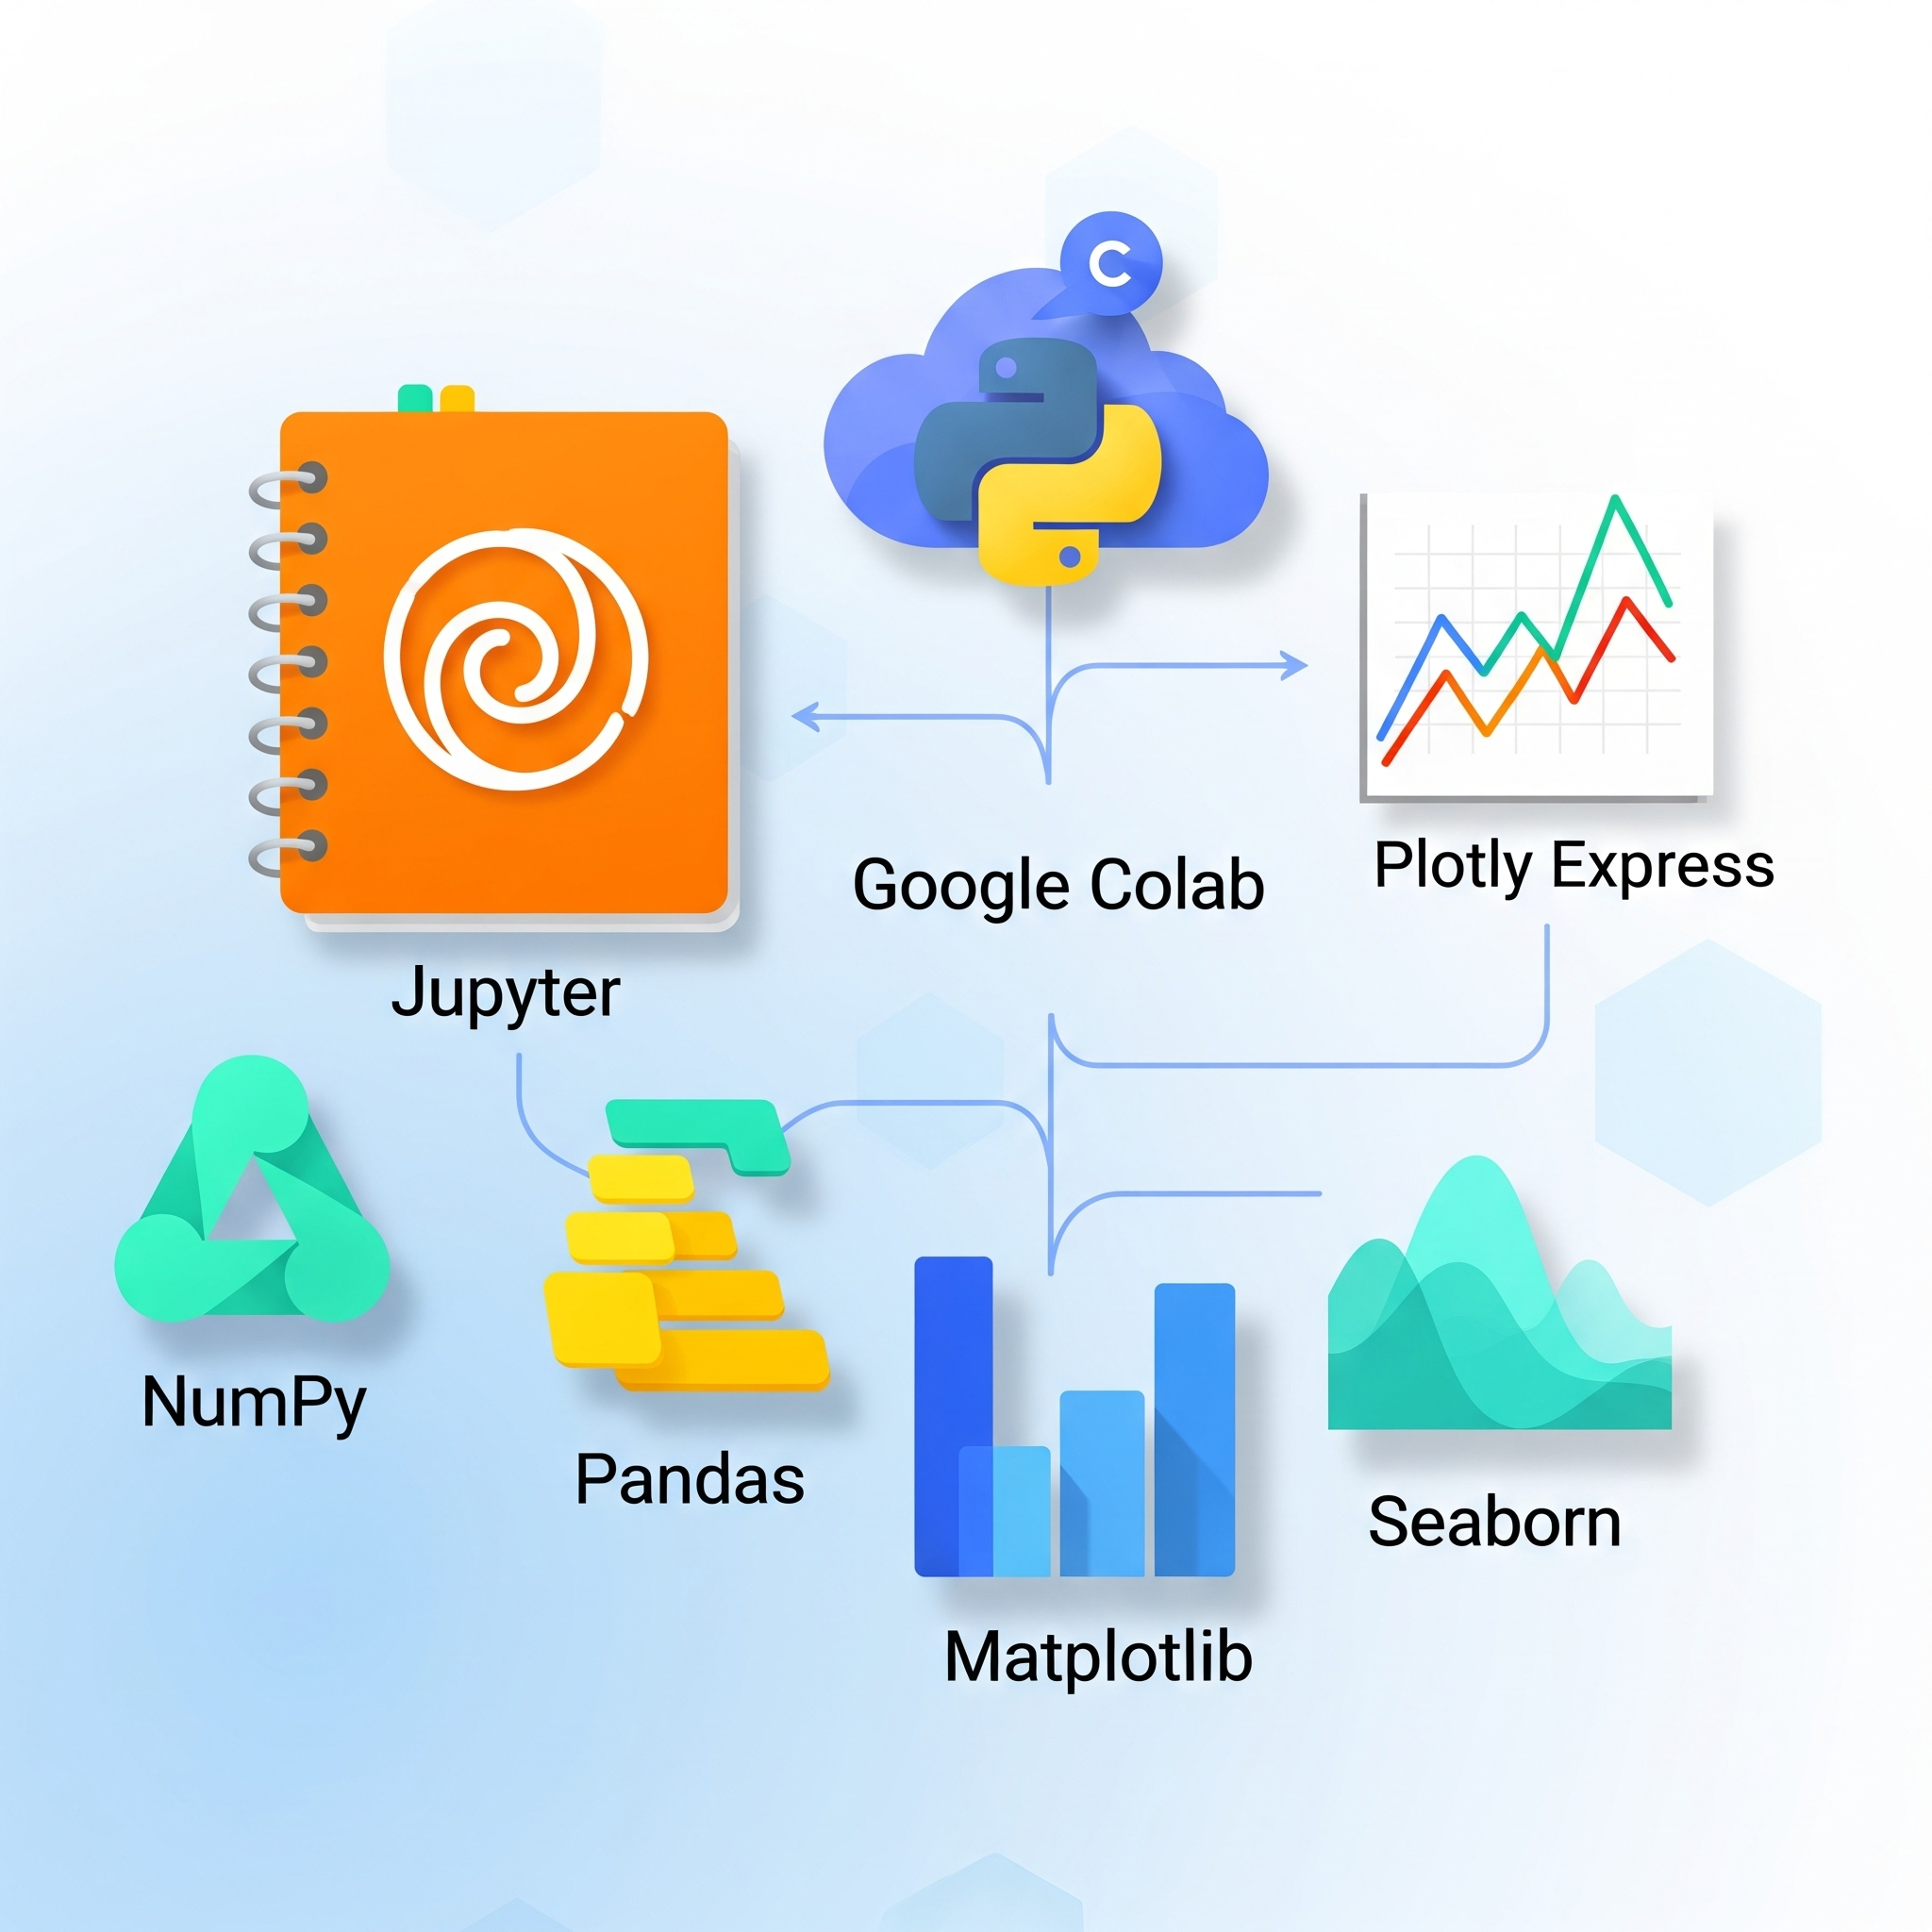 C
Google Colab
Plotly Express
Jupyter
NumPy
Pandas
Seaborn
Matplotlib